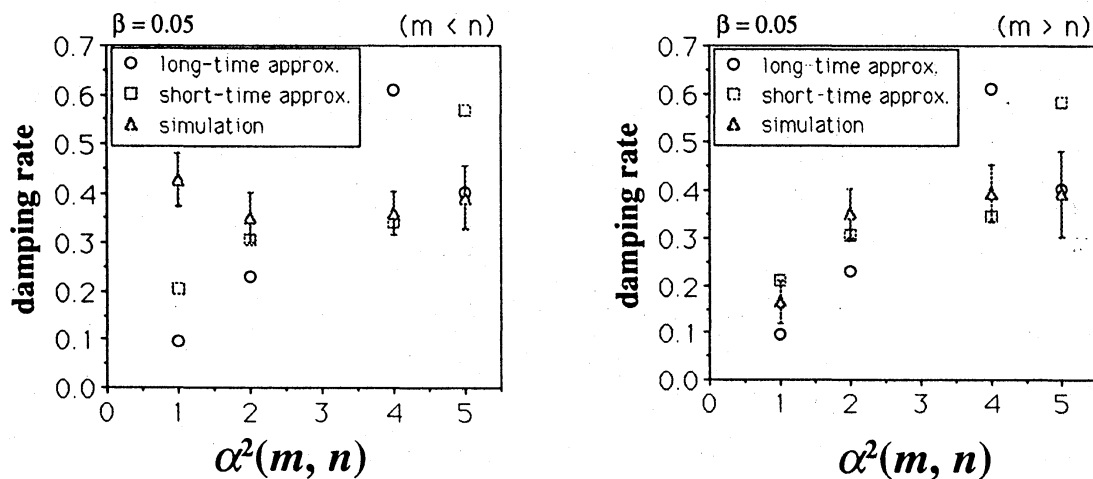 β = 0.05 (m < n)
0.7
0.6
0.5
0.4
0.3
0.2
0.1
0.0
damping rate
long-time approx.
short-time approx.
simulation
0 1 2 3 4 5
α²(m, n)
β = 0.05 (m > n)
0.7
0.6
0.5
0.4
0.3
0.2
0.1
0.0
damping rate
long-time approx.
short-time approx.
simulation
0 1 2 3 4 5
α²(m, n)